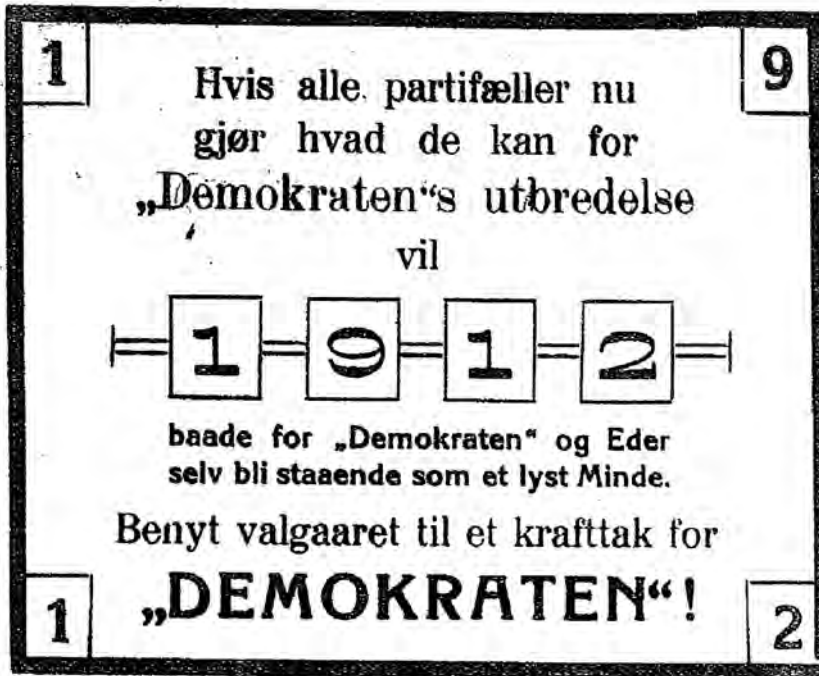 1 9
Hvis alle partifæller nu
gjør hvad de kan for
„Demokraten“s utbredelse
vil
1 9 1 2
baade for „Demokraten“ og Eder
selv bli staaende som et lyst Minde.
Benyt valgaaret til et krafttak for
„DEMOKRATEN“!
1 2